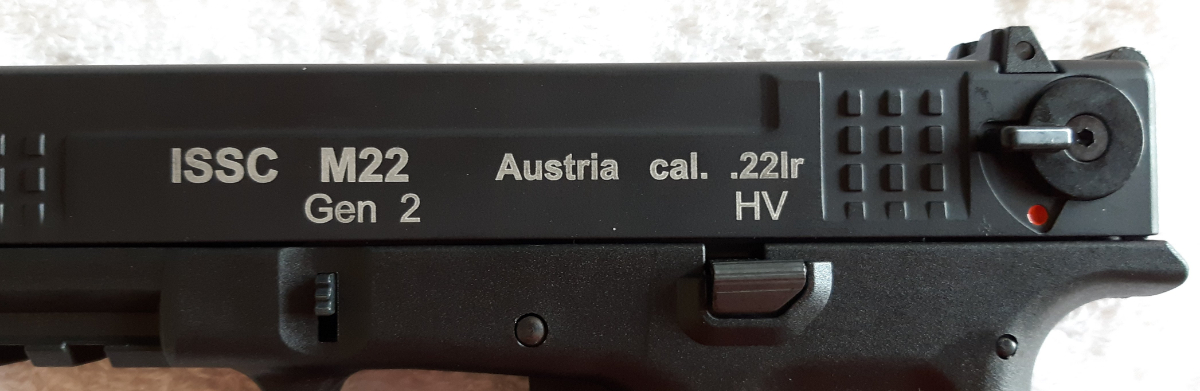 ISSC M22 Austria cal. .22lr
Gen 2 HV